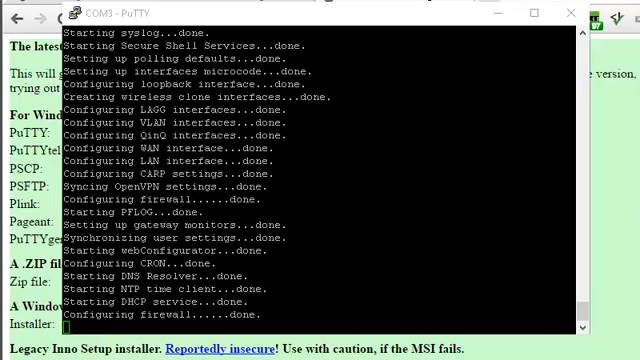 COM3 - PuTTY
97
The latest
This will g
e version,
trying out
For Wind
PuTTY:
PuTTYtel
PSCP:
PSFTP:
Plink:
Pageant:
PuTTYge
A .ZIP fil
Zip file:
A Window
Installer:
Starting syslog...done.
Starting Secure Shell Services...done.
Setting up polling defaults...done.
Setting up interfaces microcode...done.
Configuring loopback interface...done.
Creating wireless clone interfaces...done.
Configuring LAGG interfaces...done.
Configuring VLAN interfaces...done.
Configuring QinQ interfaces...done.
Configuring WAN interface...done.
Configuring LAN interface...done.
Configuring CARP settings...done.
Syncing OpenVPN settings...done.
Configuring firewall......done.
Starting PFLOG...done.
Setting up gateway monitors...done.
Synchronizing user settings...done.
Starting webConfigurator...done.
Configuring CRON...done.
Starting DNS Resolver...done.
Starting NTP time client...done.
Starting DHCP service...done.
Configuring firewall......done.
Legacy Inno Setup installer. Reportedly insecure! Use with caution, if the MSI fails.